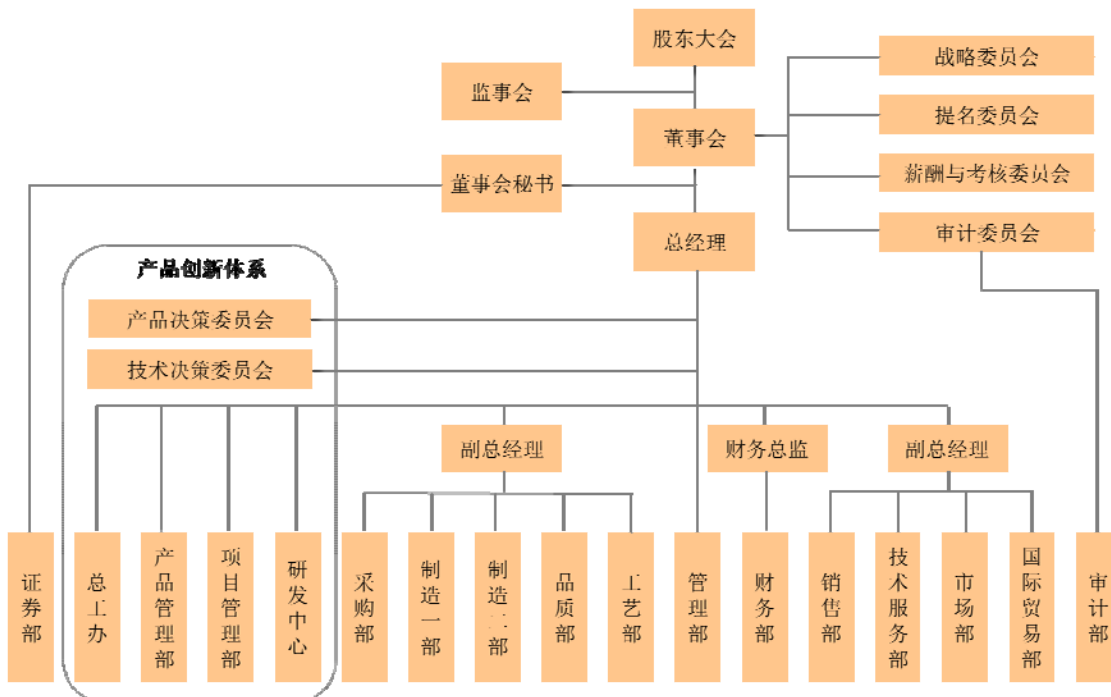 股东大会
战略委员会
监事会
提名委员会
董事会
薪酬与考核委员会
董事会秘书
总经理
审计委员会
产品创新体系
产品决策委员会
技术决策委员会
副总经理
财务总监
副总经理
证券部
总工办
产品管理部
项目管理部
研发中心
采购部
制造一部
制造二部
品质部
工艺部
管理部
财务部
销售部
技术服务部
市场部
国际贸易部
审计部